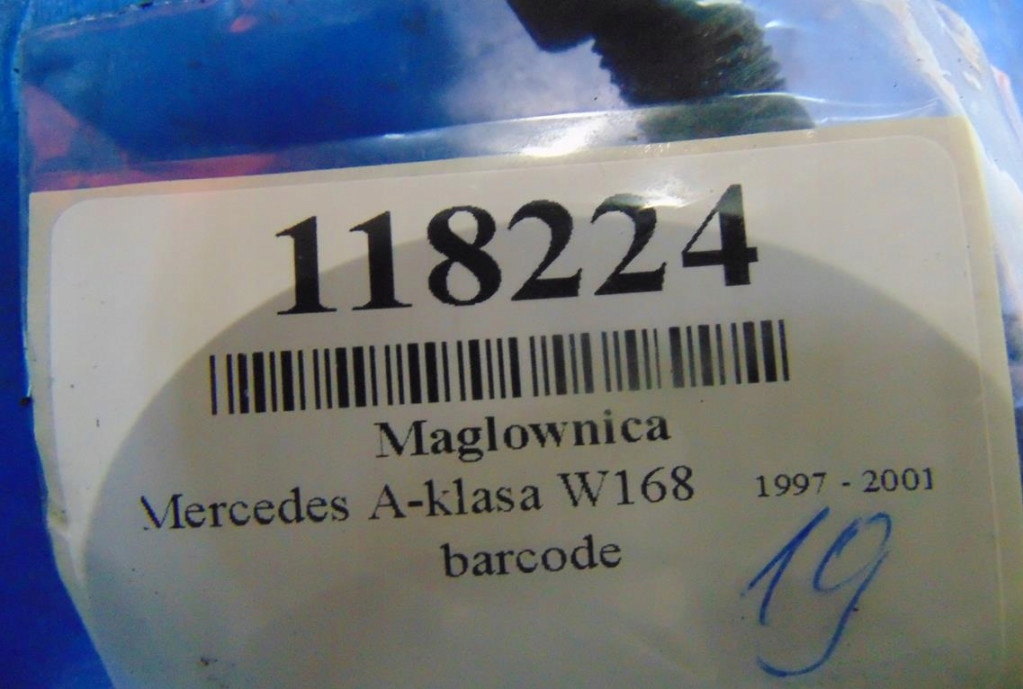 118224
Maglownica
Mercedes A-klasa W168 1997 - 2001
barcode
19